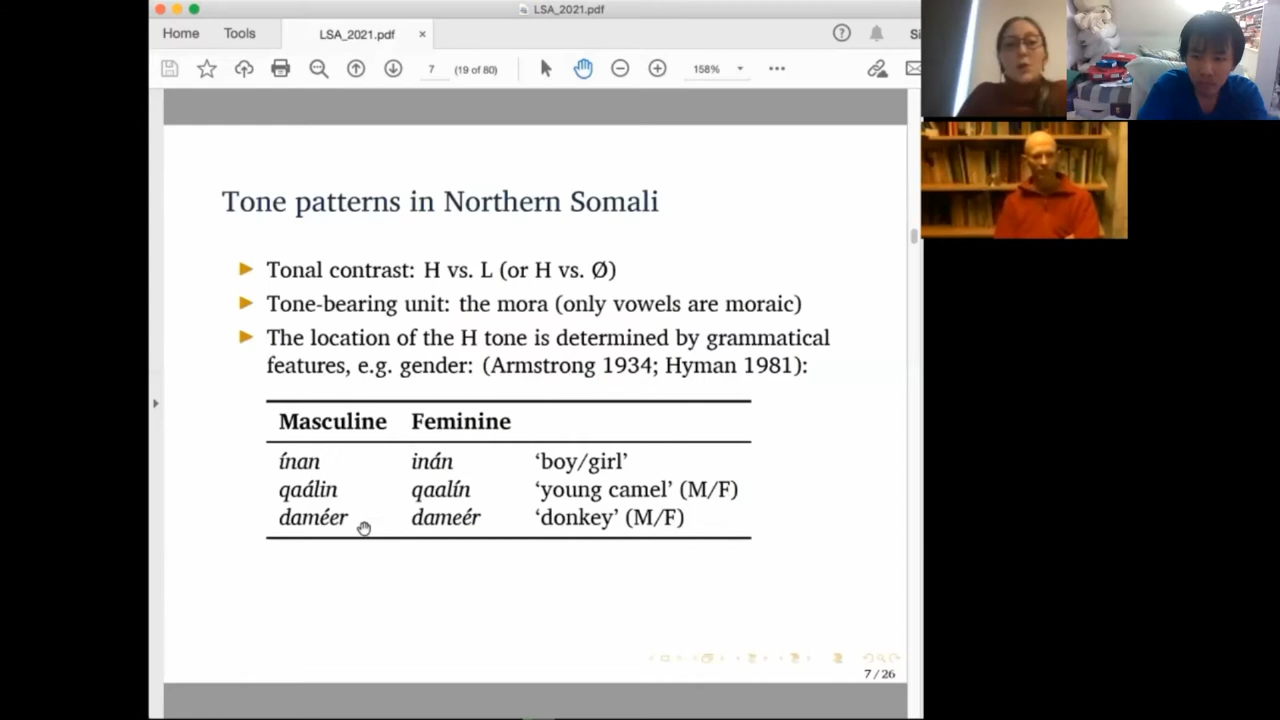 LSA_2021.pdf
Home Tools LSA_2021.pdf × ?
7 (19 of 80) 158%
Tone patterns in Northern Somali
Tonal contrast: H vs. L (or H vs. Ø)
Tone-bearing unit: the mora (only vowels are moraic)
The location of the H tone is determined by grammatical
features, e.g. gender: (Armstrong 1934; Hyman 1981):
Masculine Feminine
ínan inán ‘boy/girl’
qaálin qaalín ‘young camel’ (M/F)
daméer dameér ‘donkey’ (M/F)
7 / 26